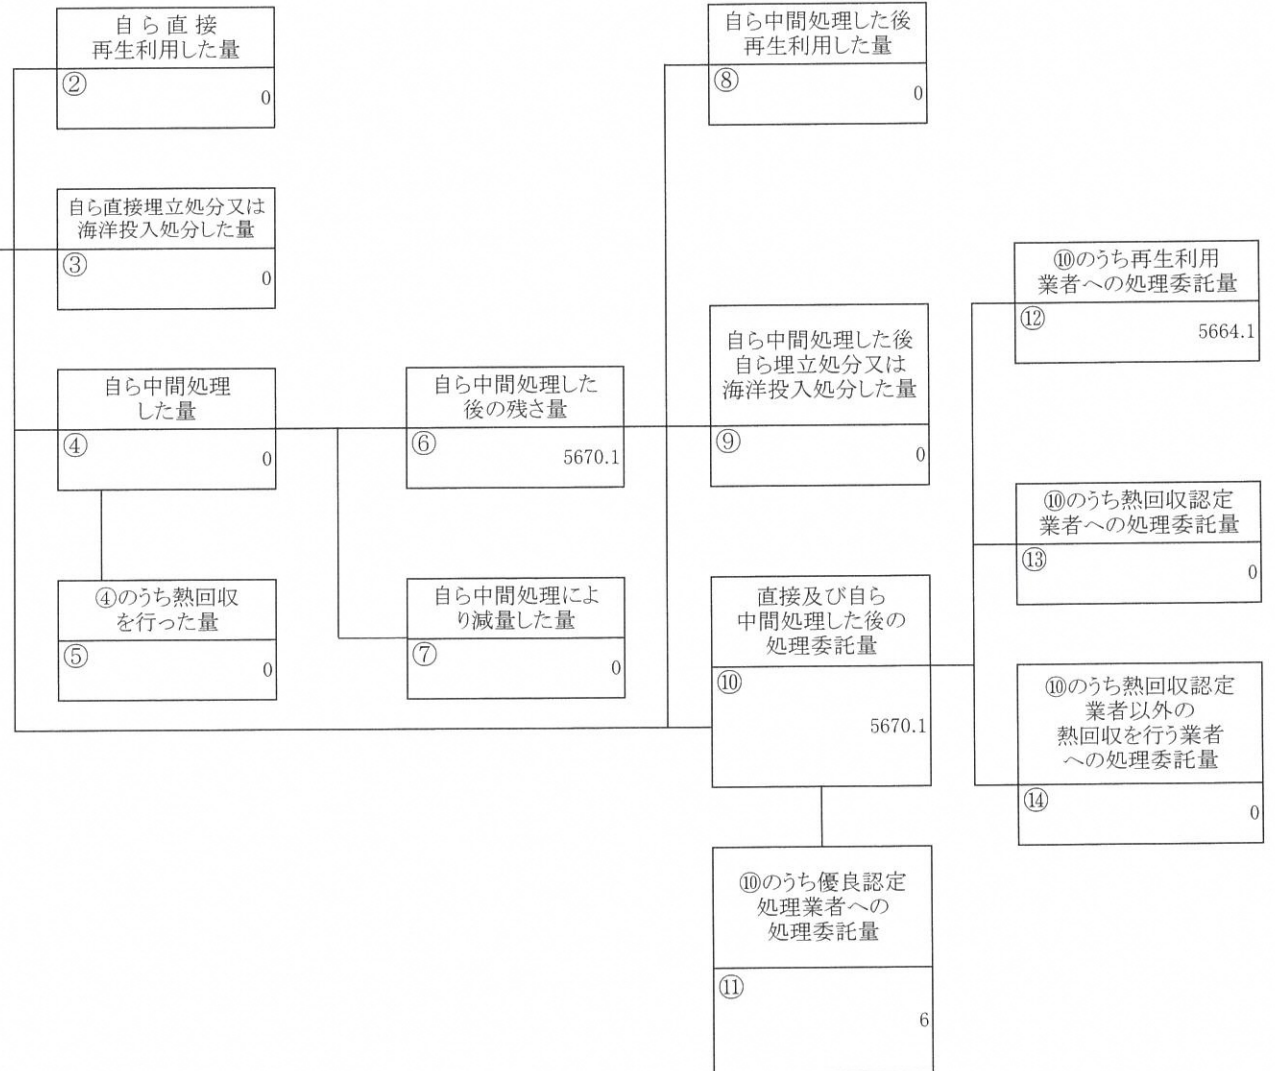 自ら直接
再生利用した量
②
0
自ら直接埋立処分又は
海洋投入処分した量
③
0
自ら中間処理
した量
④
0
④のうち熱回収
を行った量
⑤
0
自ら中間処理した
後の残さ量
⑥
5670.1
自ら中間処理によ
り減量した量
⑦
0
自ら中間処理した後
再生利用した量
⑧
0
自ら中間処理した後
自ら埋立処分又は
海洋投入処分した量
⑨
0
直接及び自ら
中間処理した後の
処理委託量
⑩
5670.1
⑩のうち優良認定
処理業者への
処理委託量
⑪
6
⑩のうち再生利用
業者への処理委託量
⑫
5664.1
⑩のうち熱回収認定
業者への処理委託量
⑬
0
⑩のうち熱回収認定
業者以外の
熱回収を行う業者
への処理委託量
⑭
0